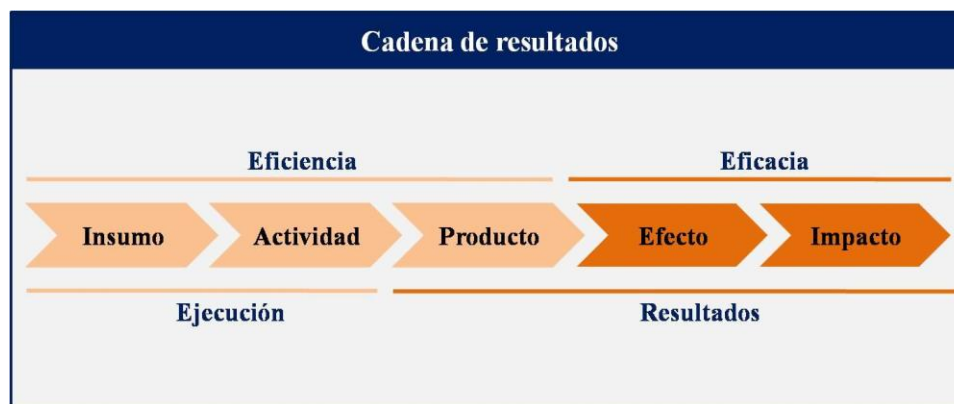 Cadena de resultados
Eficiencia Eficacia
Insumo Actividad Producto Efecto Impacto
Ejecución Resultados